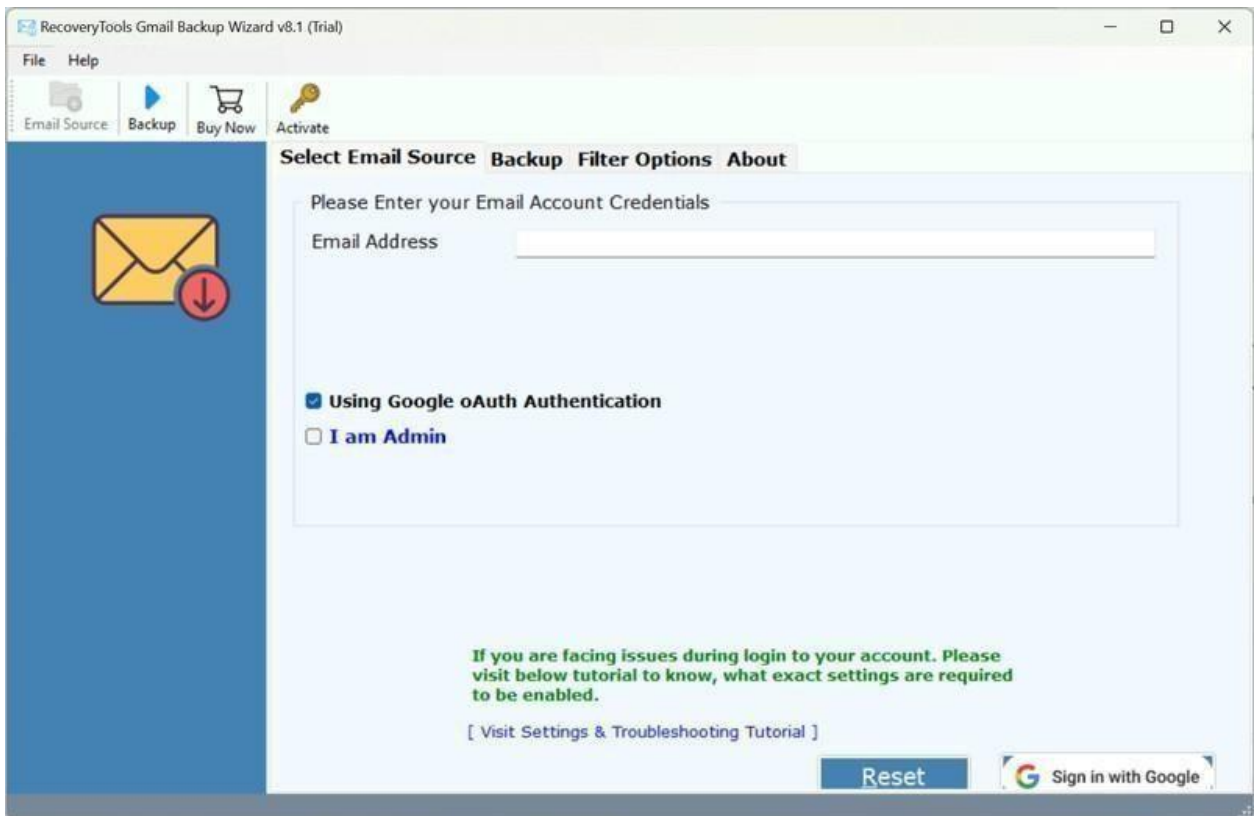 RecoveryTools Gmail Backup Wizard v8.1 (Trial)
File Help
Email Source Backup Buy Now Activate
Select Email Source Backup Filter Options About
Please Enter your Email Account Credentials
Email Address
Using Google oAuth Authentication
I am Admin
If you are facing issues during login to your account. Please
visit below tutorial to know, what exact settings are required
to be enabled.
[ Visit Settings & Troubleshooting Tutorial ]
Reset Sign in with Google